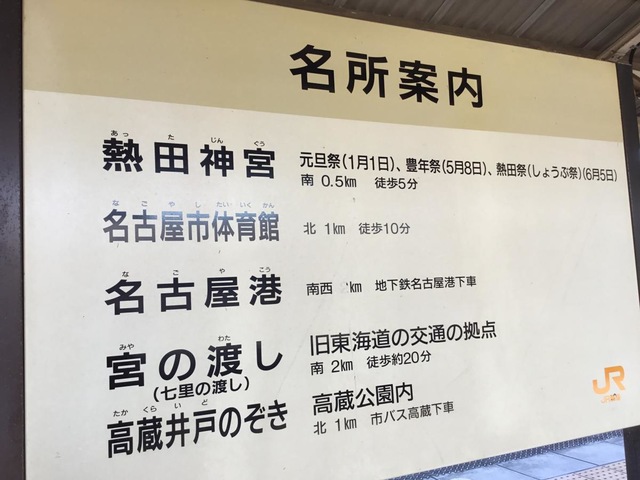 名所案内
あつ た じん ぐう
熱田神宮 元旦祭(1月1日)、豊年祭(5月8日)、熱田祭(しょうぶ祭)(6月5日)
南 0.5km 徒歩5分
な ご や し たい いく かん
名古屋市体育館 北 1km 徒歩10分
な ご や こう
名古屋港 南西 km 地下鉄名古屋港下車
みや わた
宮の渡し 旧東海道の交通の拠点
(七里の渡し) 南 2km 徒歩約20分
たか くら い ど
高蔵井戸のぞき 高蔵公園内
北 1km 市バス高蔵下車
JR